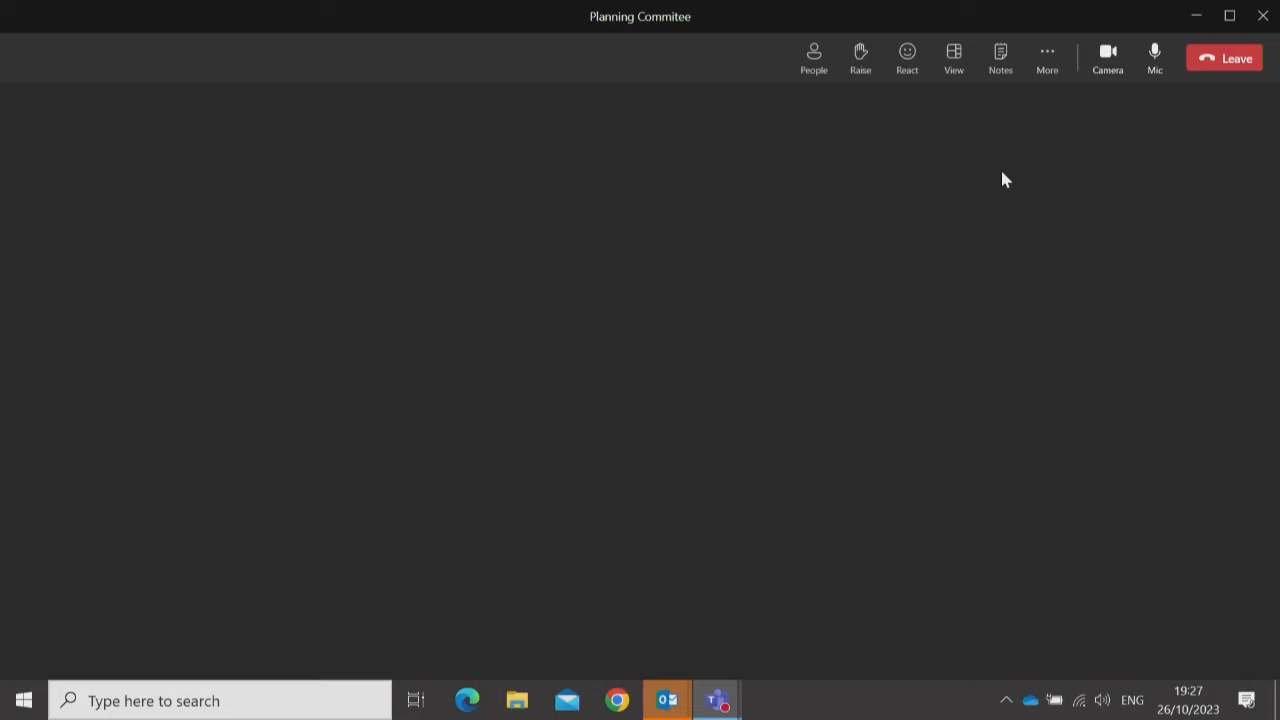 Planning Commitee
People
Raise
React
View
Notes
More
Camera
Mic
Leave
Type here to search
ENG
19:27
26/10/2023